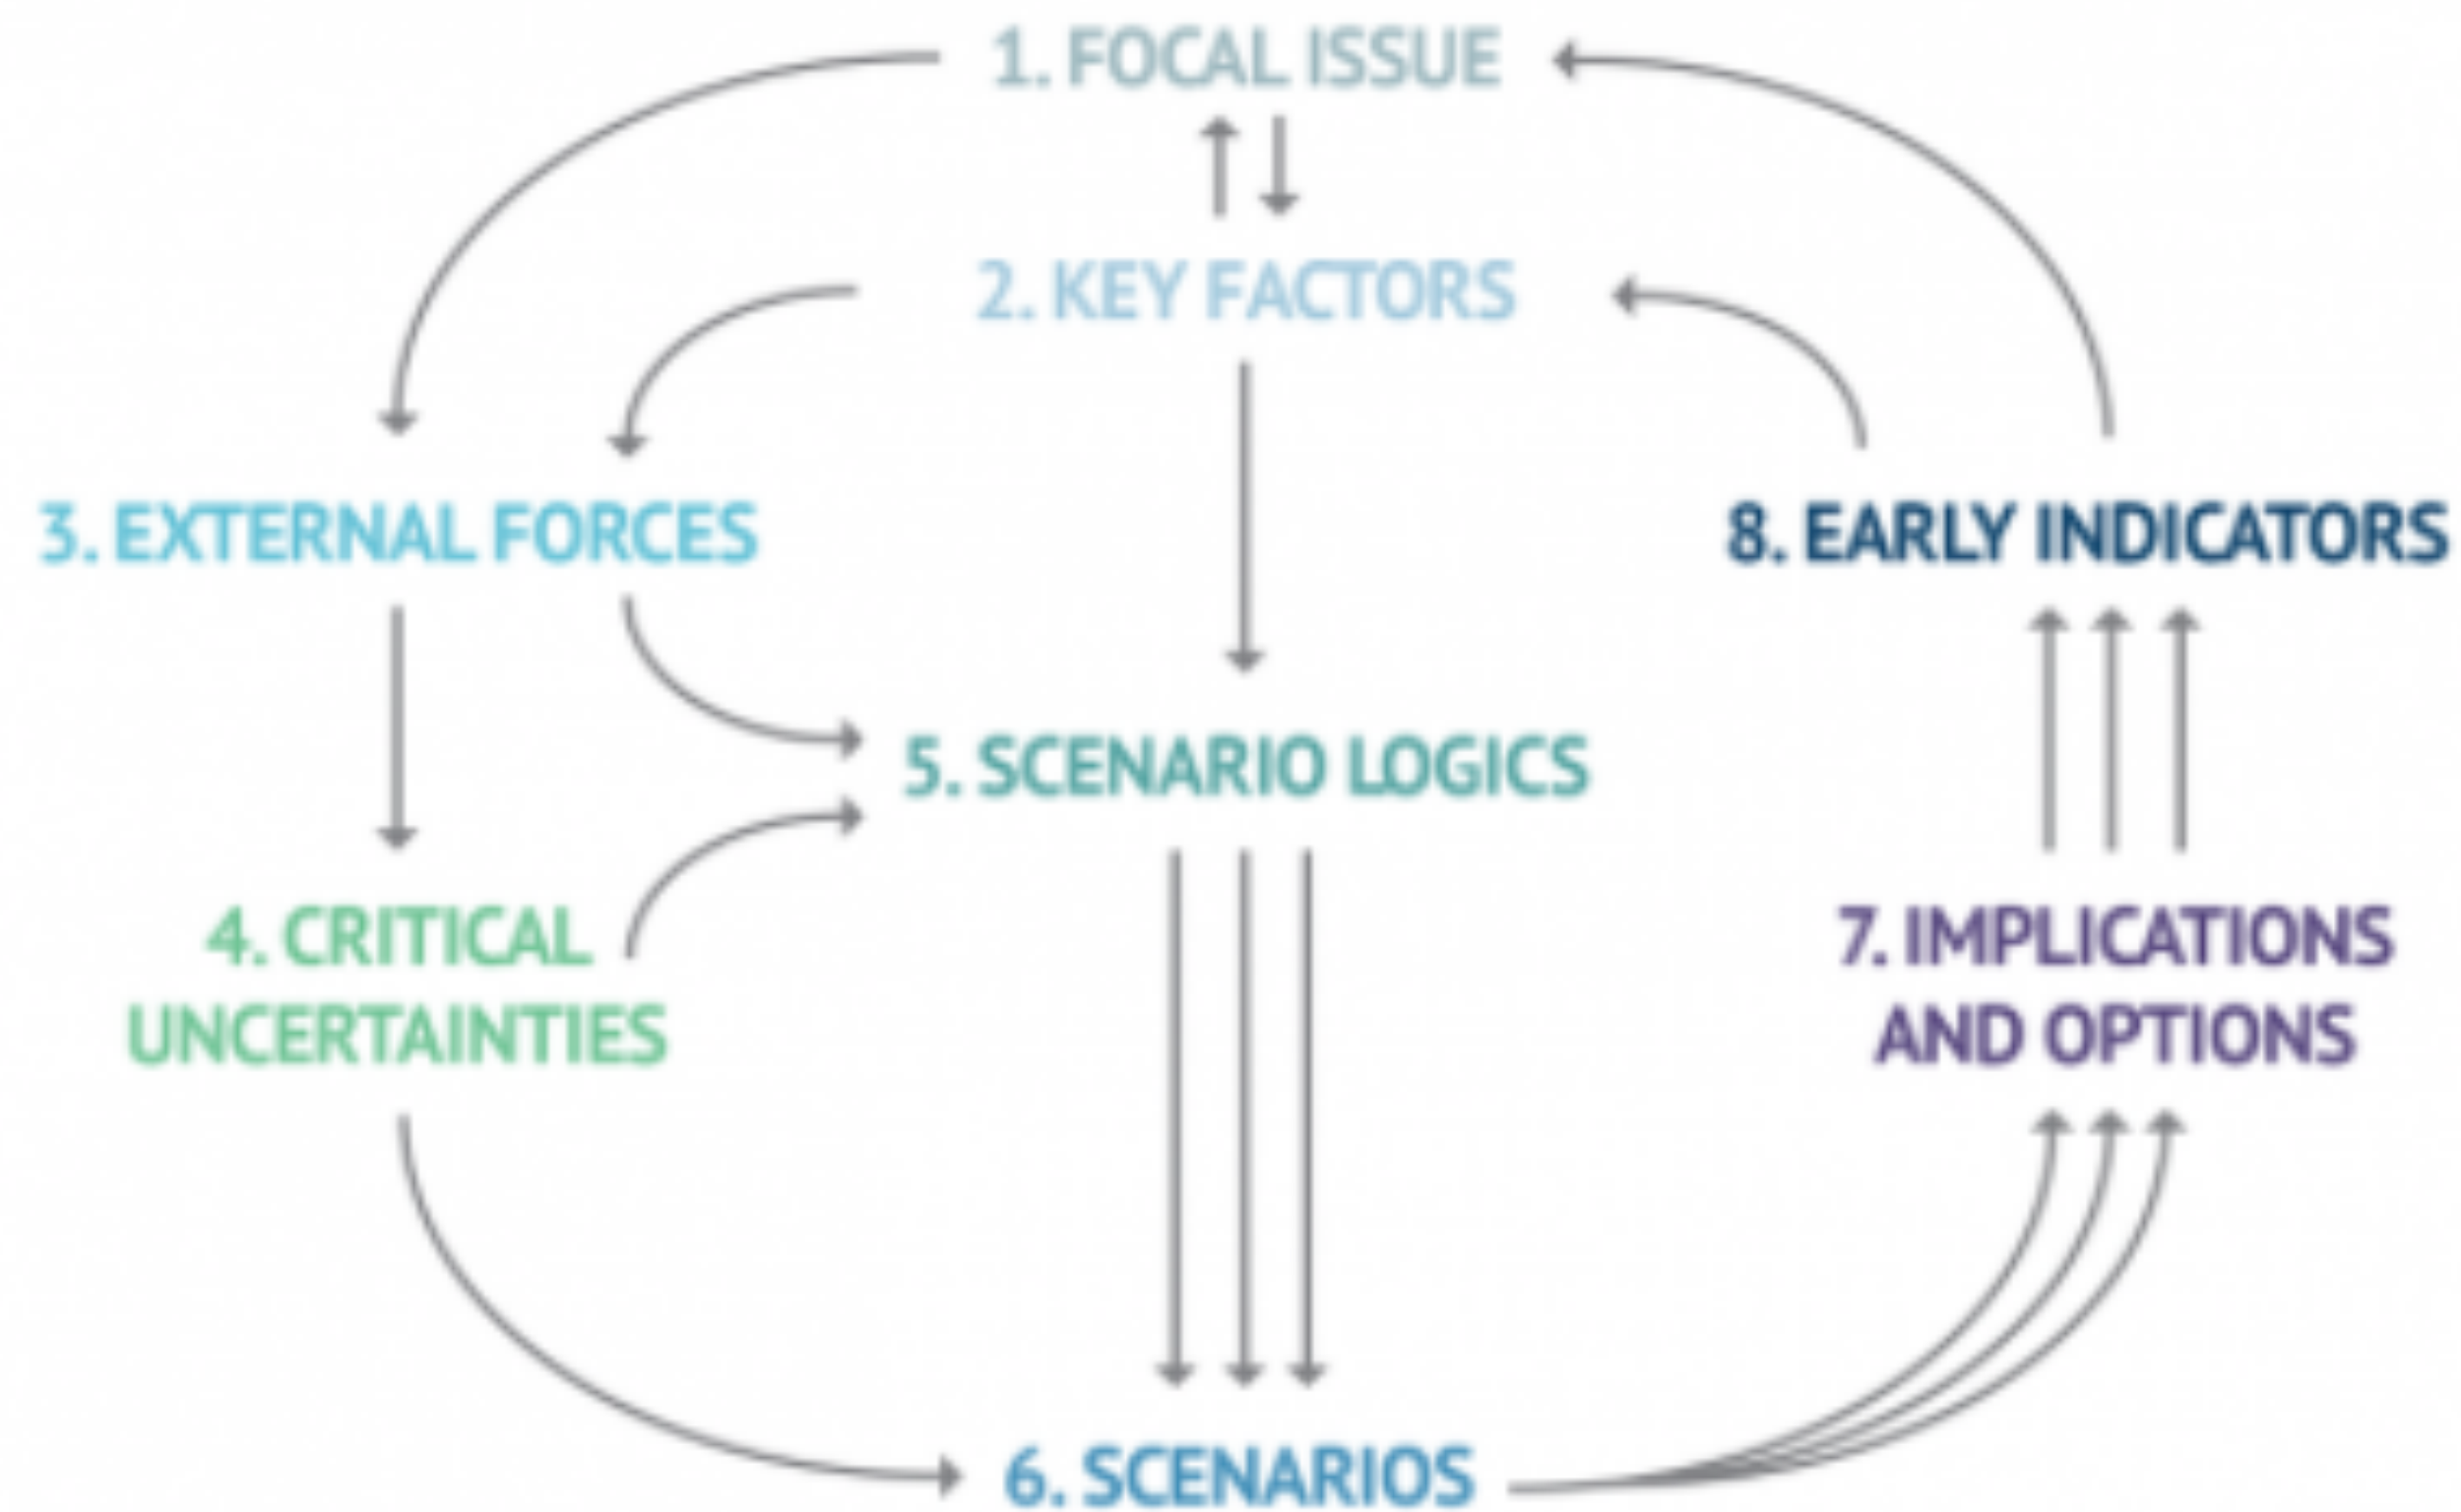 1. FOCAL ISSUE
2. KEY FACTORS
3. EXTERNAL FORCES
4. CRITICAL
UNCERTAINTIES
5. SCENARIO LOGICS
6. SCENARIOS
7. IMPLICATIONS
AND OPTIONS
8. EARLY INDICATORS